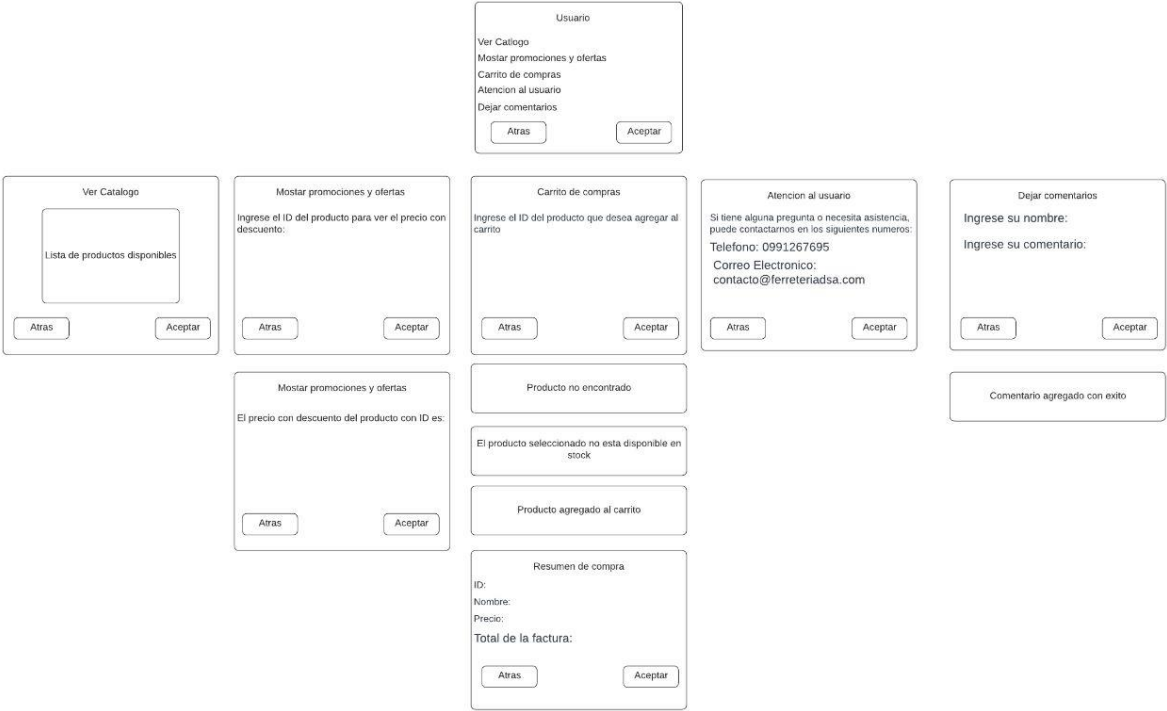 Usuario
Ver Catlogo
Mostar promociones y ofertas
Carrito de compras
Atencion al usuario
Dejar comentarios
Atras
Aceptar
Ver Catalogo
Lista de productos disponibles
Atras
Aceptar
Mostar promociones y ofertas
Ingrese el ID del producto para ver el precio con
descuento:
Atras
Aceptar
Carrito de compras
Ingrese el ID del producto que desea agregar al
carrito
Atras
Aceptar
Atencion al usuario
Si tiene alguna pregunta o necesita asistencia,
puede contactarnos en los siguientes numeros:
Telefono: 0991267695
Correo Electronico:
contacto@ferreteriadsa.com
Atras
Aceptar
Dejar comentarios
Ingrese su nombre:
Ingrese su comentario:
Atras
Aceptar
Mostar promociones y ofertas
El precio con descuento del producto con ID es:
Atras
Aceptar
Producto no encontrado
El producto seleccionado no esta disponible en
stock
Producto agregado al carrito
Resumen de compra
ID:
Nombre:
Precio:
Total de la factura:
Atras
Aceptar
Comentario agregado con exito